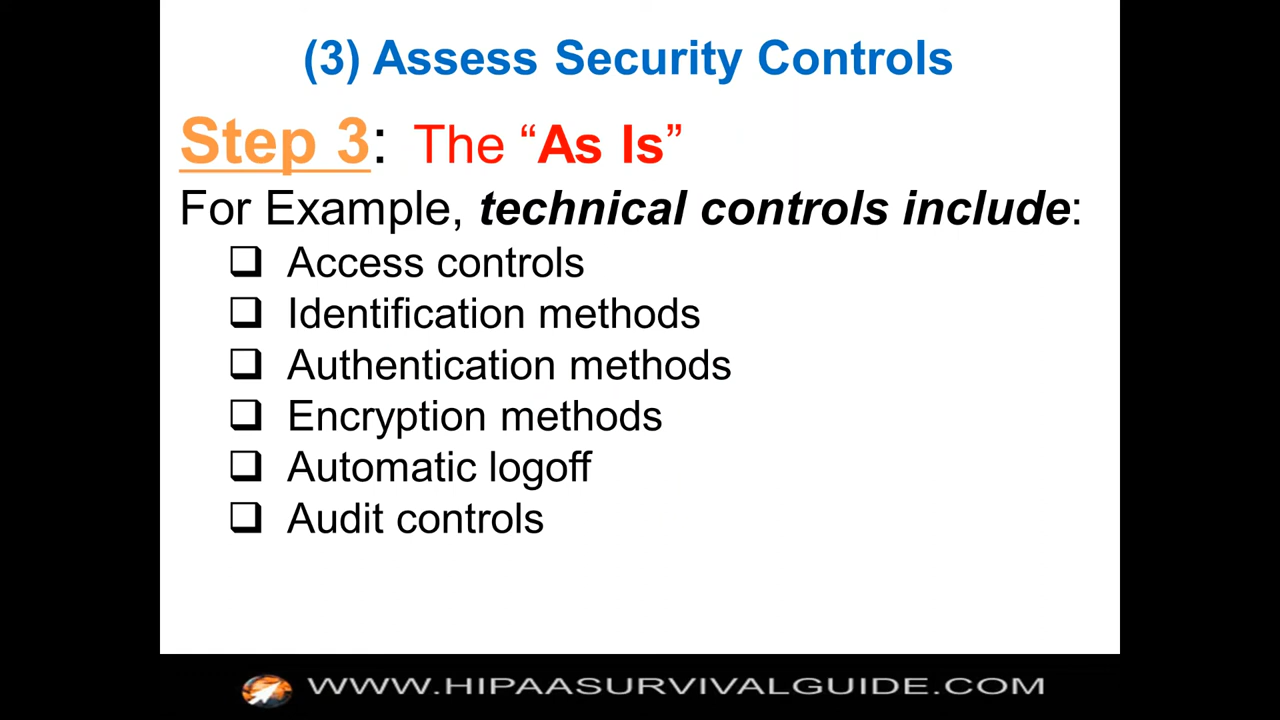 (3) Assess Security Controls
Step 3: The “As Is”
For Example, technical controls include:
❑ Access controls
❑ Identification methods
❑ Authentication methods
❑ Encryption methods
❑ Automatic logoff
❑ Audit controls
WWW.HIPAASURVIVALGUIDE.COM